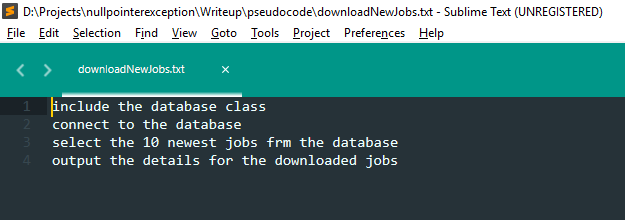 D:\Projects\nullpointerexception\Writeup\pseudocode\downloadNewJobs.txt - Sublime Text (UNREGISTERED)
File Edit Selection Find View Goto Tools Project Preferences Help
downloadNewJobs.txt ×
1 include the database class
2 connect to the database
3 select the 10 newest jobs frm the database
4 output the details for the downloaded jobs